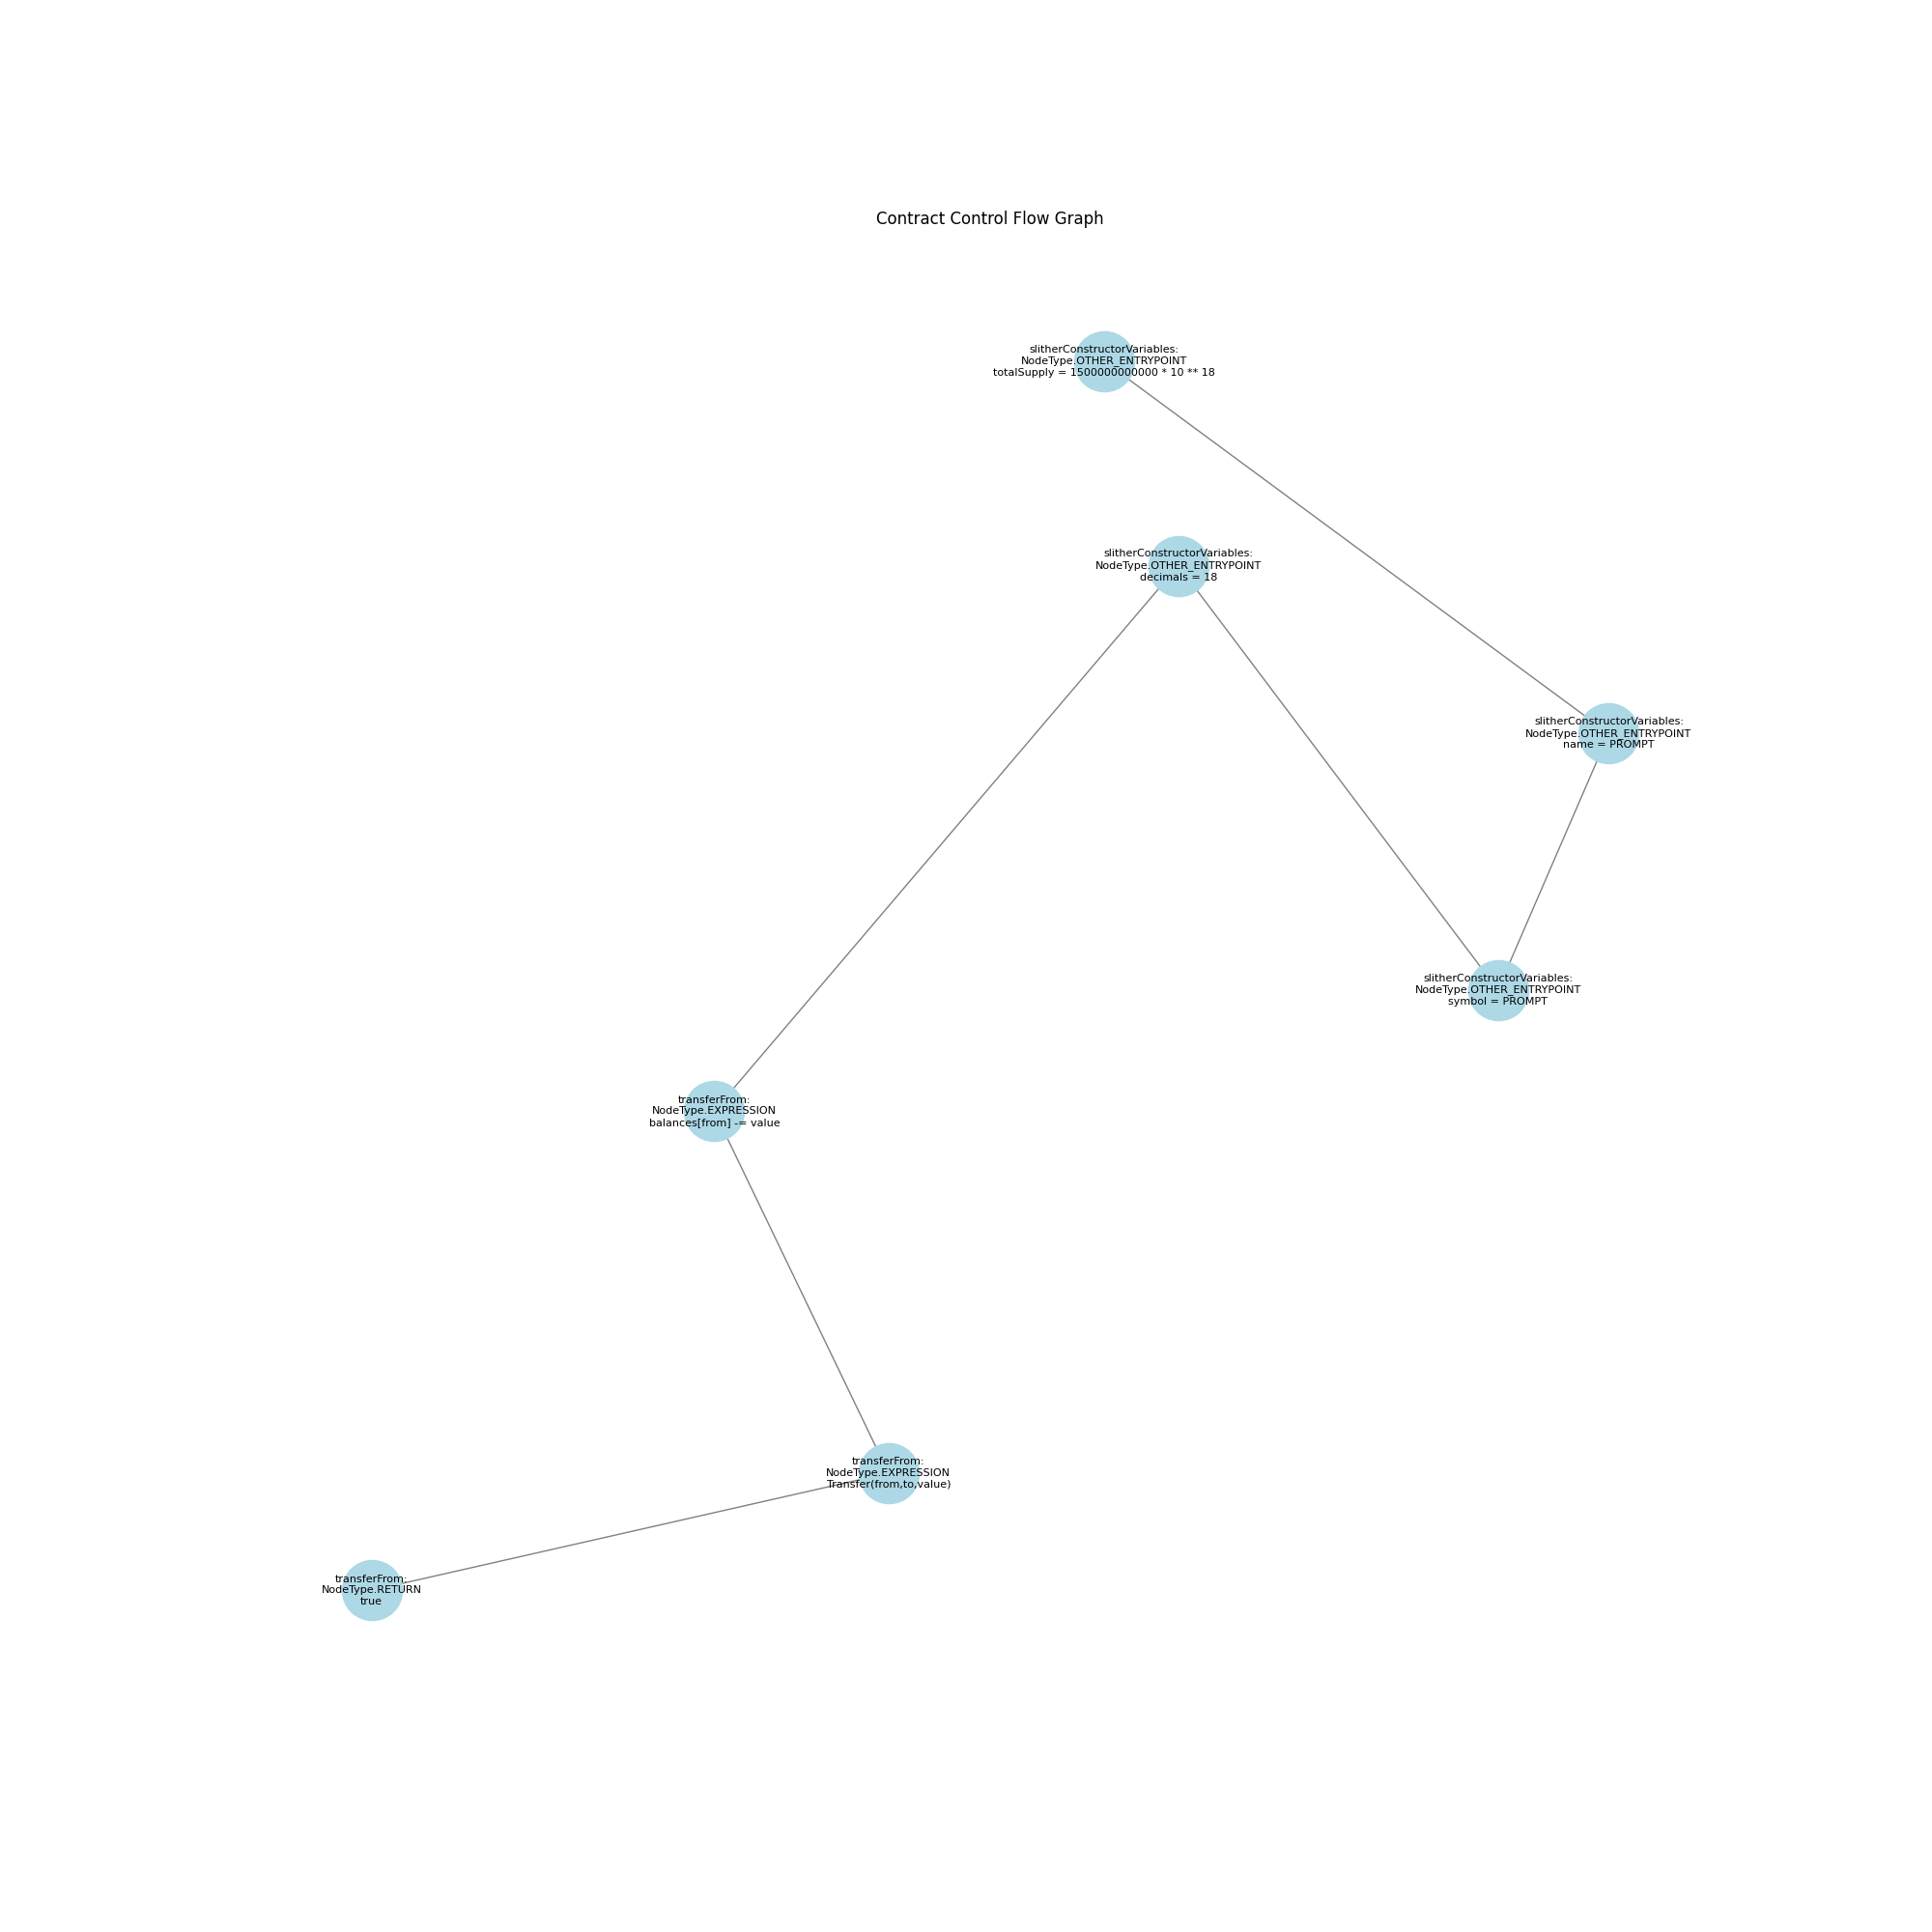 Contract Control Flow Graph
slitherConstructorVariables:
NodeType.OTHER_ENTRYPOINT
totalSupply = 1500000000000 * 10 ** 18
slitherConstructorVariables:
NodeType.OTHER_ENTRYPOINT
decimals = 18
slitherConstructorVariables:
NodeType.OTHER_ENTRYPOINT
name = PROMPT
slitherConstructorVariables:
NodeType.OTHER_ENTRYPOINT
symbol = PROMPT
transferFrom:
NodeType.EXPRESSION
balances[from] -= value
transferFrom:
NodeType.EXPRESSION
Transfer(from,to,value)
transferFrom:
NodeType.RETURN
true